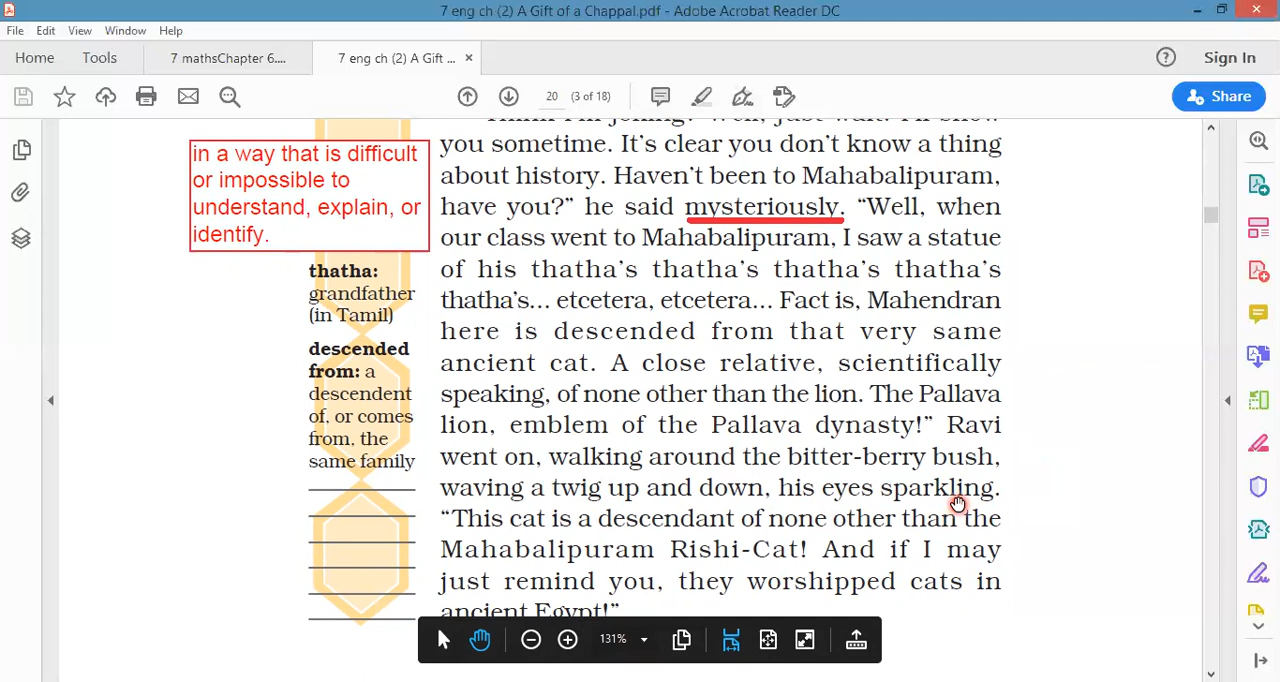 7 eng ch (2) A Gift of a Chappal.pdf - Adobe Acrobat Reader DC
File Edit View Window Help
Home Tools 7 mathsChapter 6.... 7 eng ch (2) A Gift ... × Sign In
20 (3 of 18) Share
you sometime. It's clear you don't know a thing
about history. Haven't been to Mahabalipuram,
have you?” he said mysteriously. “Well, when
our class went to Mahabalipuram, I saw a statue
of his thatha's thatha's thatha's thatha's
thatha's... etcetera, etcetera... Fact is, Mahendran
here is descended from that very same
ancient cat. A close relative, scientifically
speaking, of none other than the lion. The Pallava
lion, emblem of the Pallava dynasty!” Ravi
went on, walking around the bitter-berry bush,
waving a twig up and down, his eyes sparkling.
“This cat is a descendant of none other than the
Mahabalipuram Rishi-Cat! And if I may
just remind you, they worshipped cats in
ancient Egypt!”
in a way that is difficult
or impossible to
understand, explain, or
identify.
thatha:
grandfather
(in Tamil)
descended
from: a
descendent
of, or comes
from, the
same family
131%